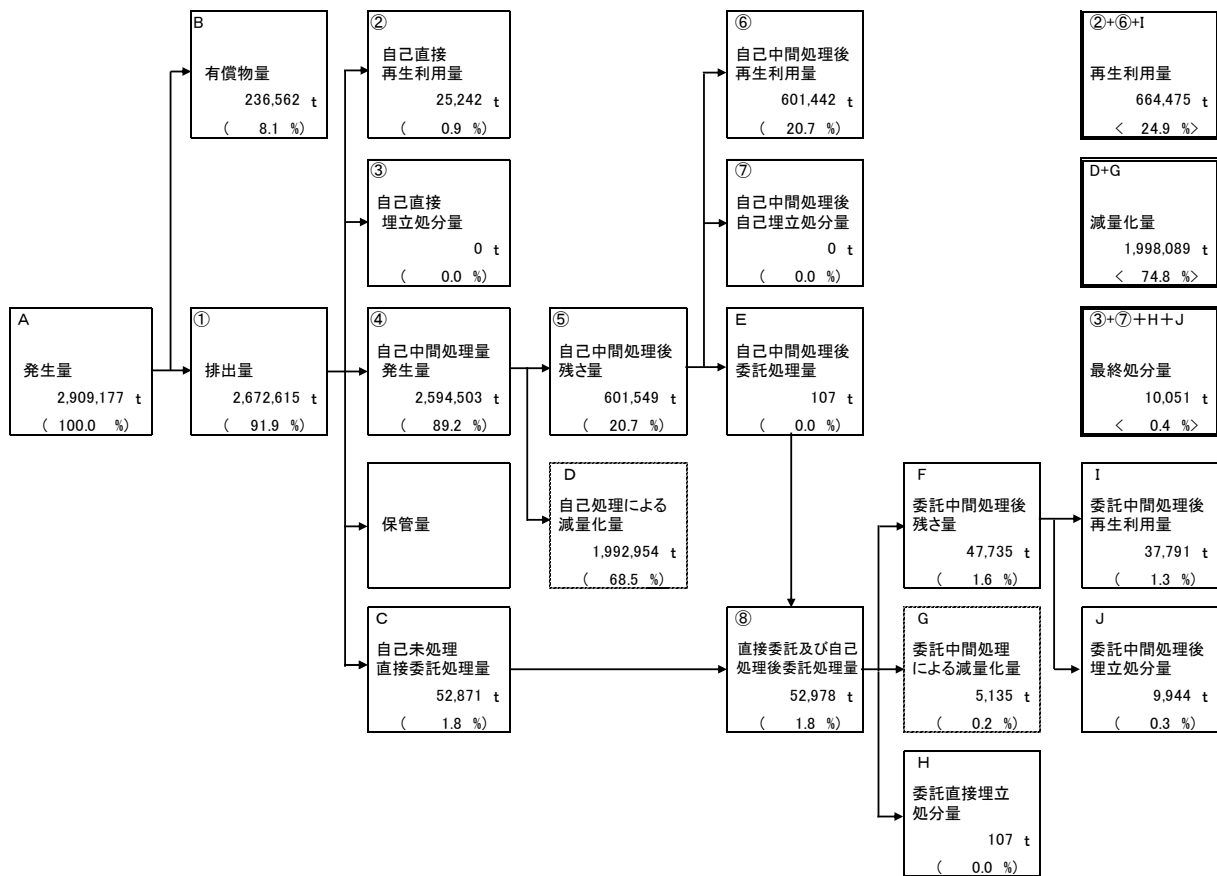 B
有償物量
236,562 t
( 8.1 %)
②
自己直接
再生利用量
25,242 t
( 0.9 %)
⑥
自己中間処理後
再生利用量
601,442 t
( 20.7 %)
②+⑥+I
再生利用量
664,475 t
< 24.9 %>
③
自己直接
埋立処分量
0 t
( 0.0 %)
⑦
自己中間処理後
自己埋立処分量
0 t
( 0.0 %)
D+G
減量化量
1,998,089 t
< 74.8 %>
A
発生量
2,909,177 t
( 100.0 %)
①
排出量
2,672,615 t
( 91.9 %)
④
自己中間処理量
発生量
2,594,503 t
( 89.2 %)
⑤
自己中間処理後
残さ量
601,549 t
( 20.7 %)
E
自己中間処理後
委託処理量
107 t
( 0.0 %)
③+⑦+H+J
最終処分量
10,051 t
< 0.4 %>
保管量
D
自己処理による
減量化量
1,992,954 t
( 68.5 %)
F
委託中間処理後
残さ量
47,735 t
( 1.6 %)
I
委託中間処理後
再生利用量
37,791 t
( 1.3 %)
C
自己未処理
直接委託処理量
52,871 t
( 1.8 %)
⑧
直接委託及び自己
処理後委託処理量
52,978 t
( 1.8 %)
G
委託中間処理
による減量化量
5,135 t
( 0.2 %)
J
委託中間処理後
埋立処分量
9,944 t
( 0.3 %)
H
委託直接埋立
処分量
107 t
( 0.0 %)